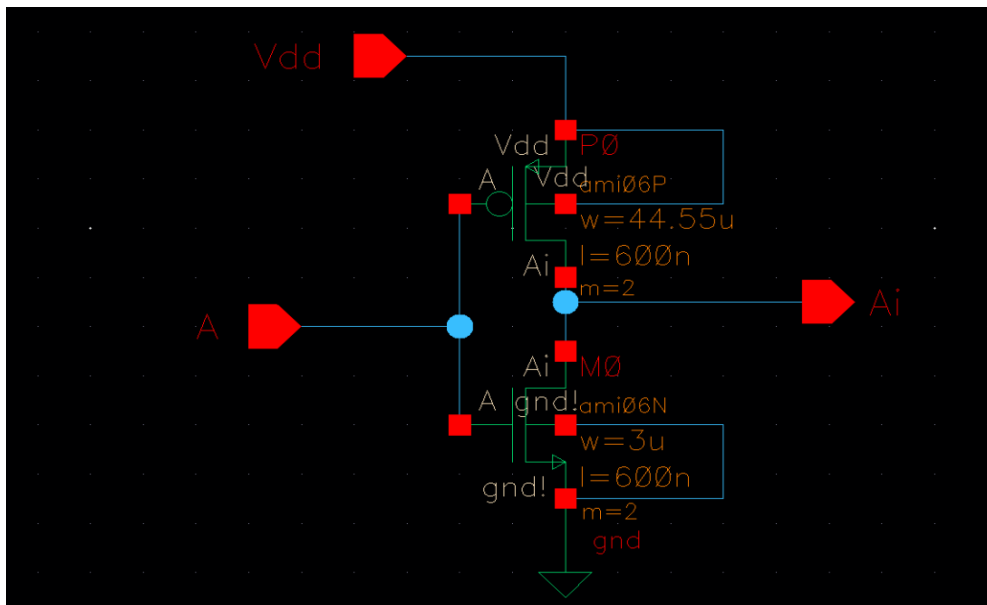 Vdd
Vdd
P0
A
Vdd
ami06P
w=44.55u
l=600n
Ai
m=2
A
Ai
Ai
M0
A
gnd!
ami06N
w=3u
l=600n
gnd!
m=2
gnd